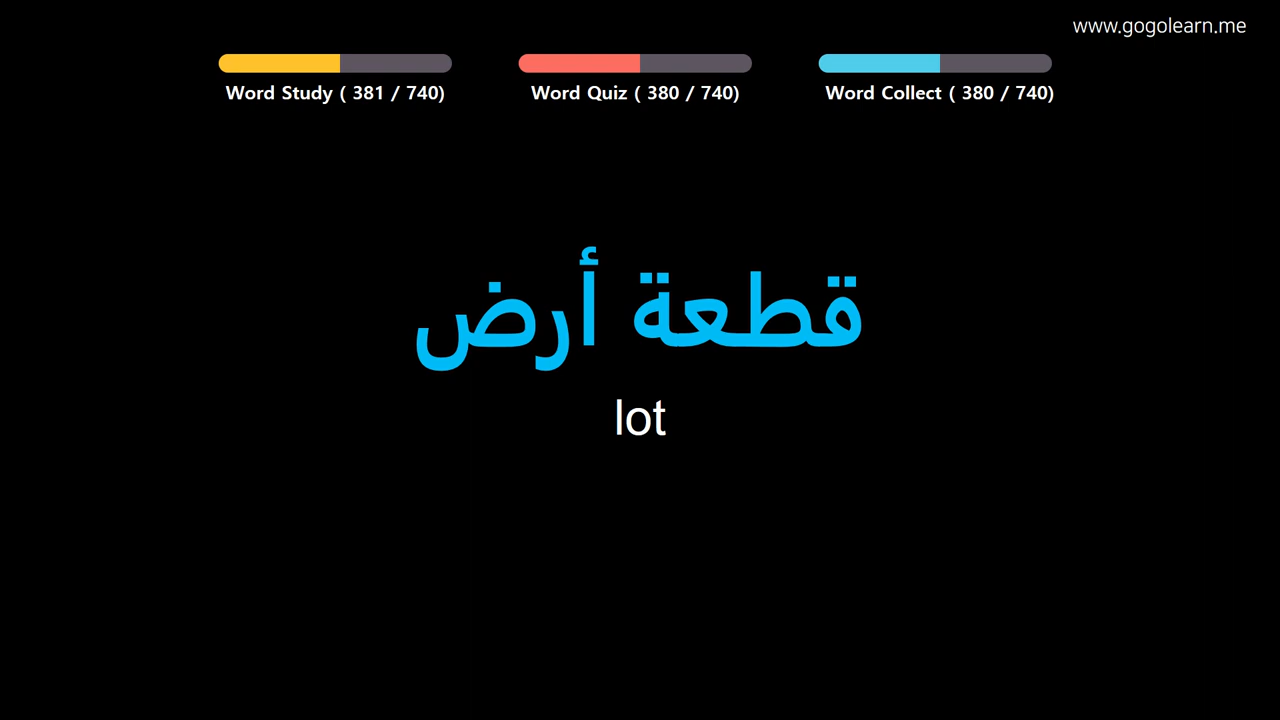 www.gogolearn.me
Word Study ( 381 / 740)
Word Quiz ( 380 / 740)
Word Collect ( 380 / 740)
قطعة أرض
lot